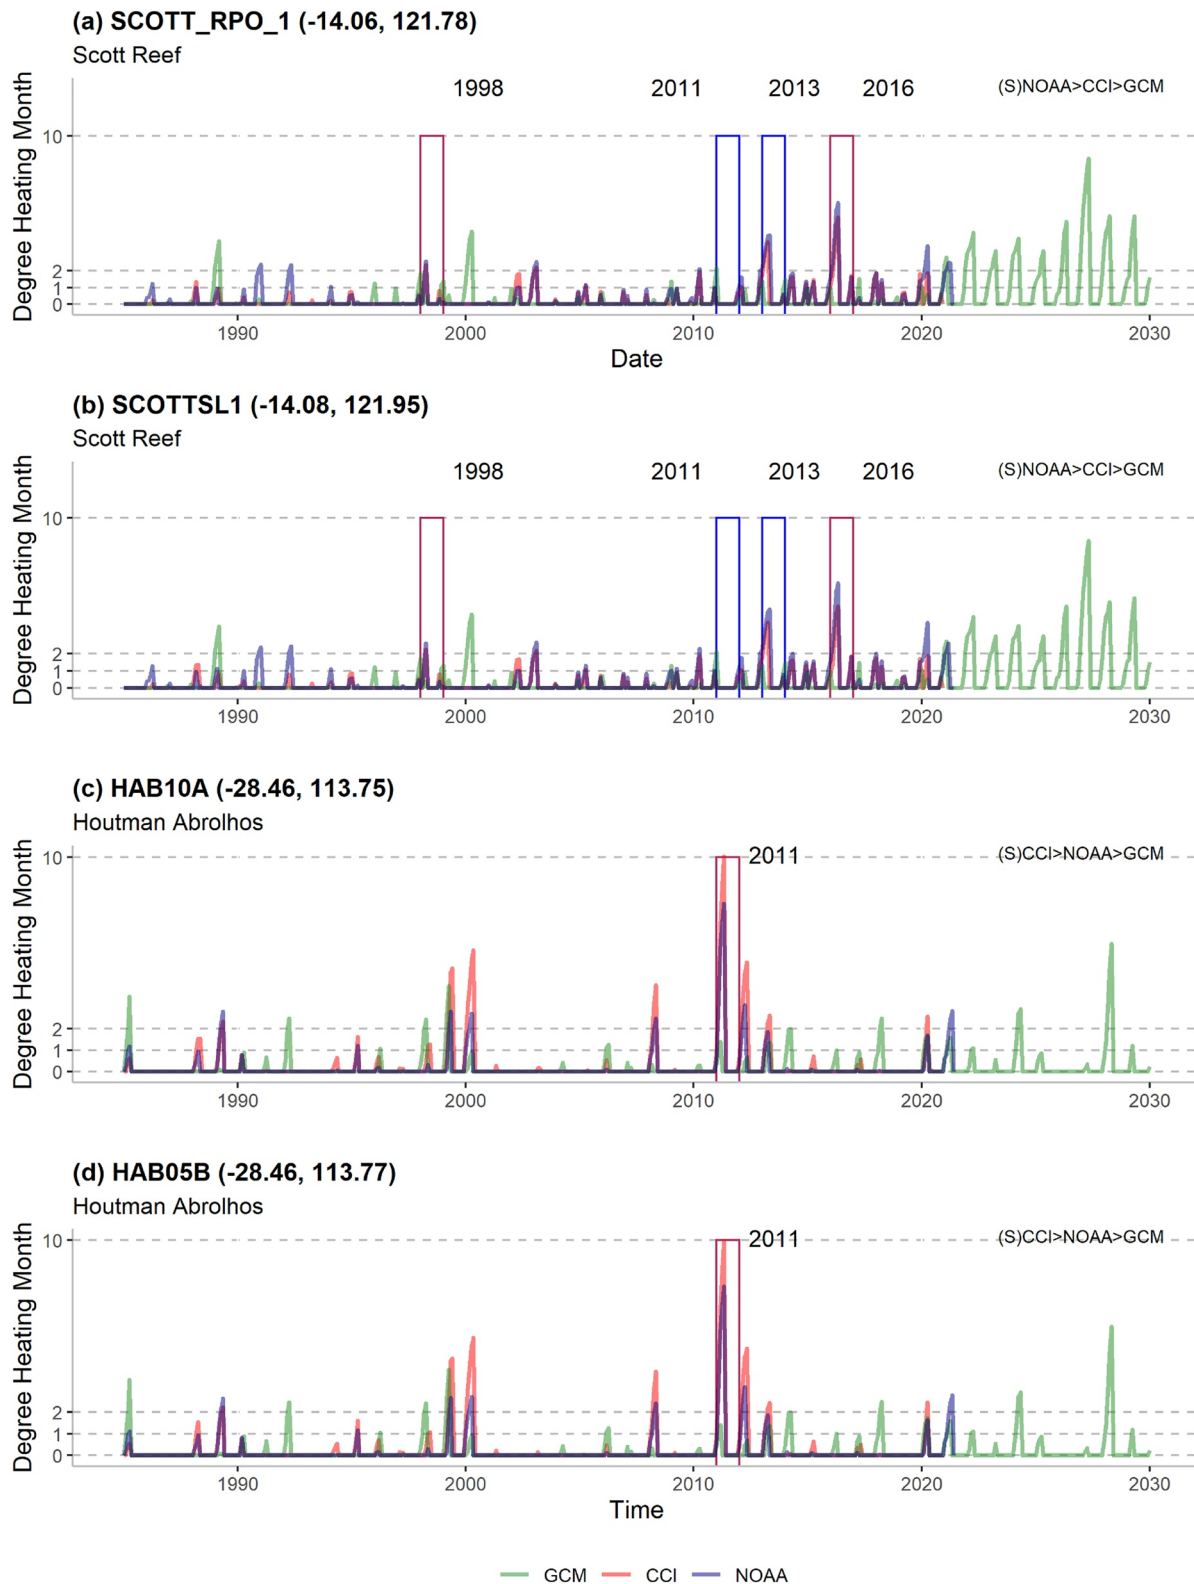 (a) SCOTT_RPO_1 (-14.06, 121.78)
Scott Reef
1998 2011 2013 2016 (S)NOAA>CCI>GCM
Degree Heating Month
10
2
1
0
1990 2000 2010 2020 2030
Date
(b) SCOTTSL1 (-14.08, 121.95)
Scott Reef
1998 2011 2013 2016 (S)NOAA>CCI>GCM
Degree Heating Month
10
2
1
0
1990 2000 2010 2020 2030
(c) HAB10A (-28.46, 113.75)
Houtman Abrolhos
2011 (S)CCI>NOAA>GCM
Degree Heating Month
10
2
1
0
1990 2000 2010 2020 2030
(d) HAB05B (-28.46, 113.77)
Houtman Abrolhos
2011 (S)CCI>NOAA>GCM
Degree Heating Month
10
2
1
0
1990 2000 2010 2020 2030
Time
GCM CCI NOAA